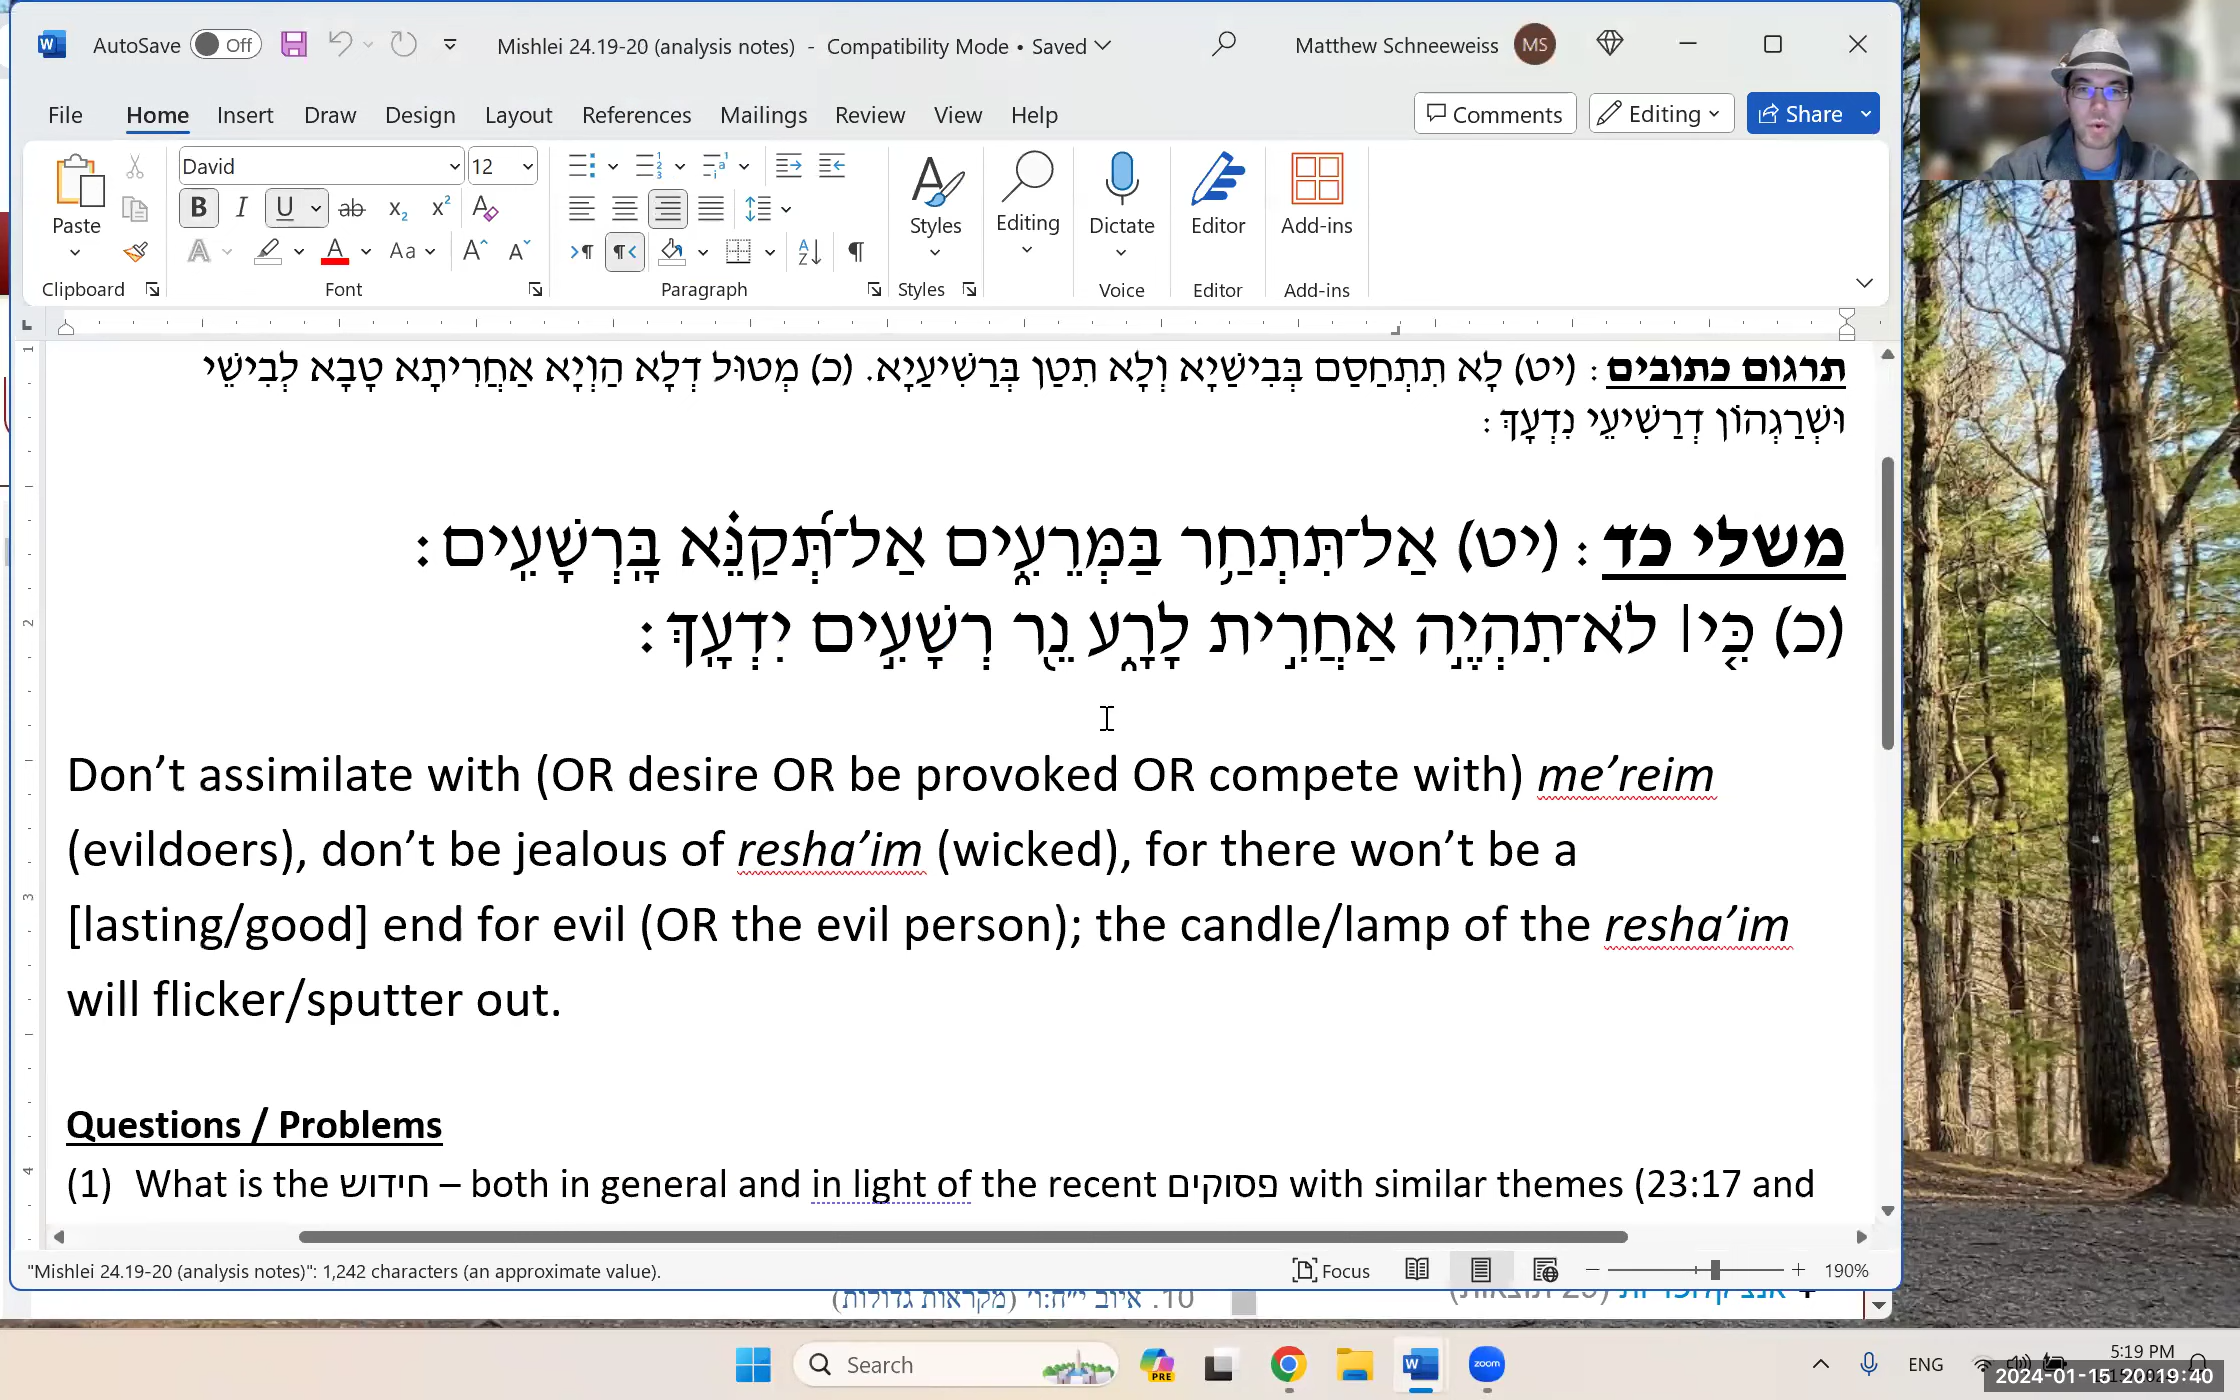 AutoSave Off Mishlei 24.19-20 (analysis notes) - Compatibility Mode • Saved Matthew Schneeweiss MS
File Home Insert Draw Design Layout References Mailings Review View Help Comments Editing Share
David 12
Paste Styles Editing Dictate Editor Add-ins
Clipboard Font Paragraph Styles Voice Editor Add-ins
תרגום כתובים: (יט) לָא תִתְחַסַם בְּבִישַׁיָא וְלָא תִטַן בְּרַשִׁיעַיָא. (כ) מְטוּל דְלָא הַוְיָא אַחֲרִיתָא טָבָא לְבִישֵׁי
וּשְׁרַגְהוֹן דְרַשִׁיעֵי נִדְעָךְ:
משלי כד: (יט) אַל־תִּתְחַ֥ר בַּמְּרֵעִ֑ים אַל־תְּ֝קַנֵּ֗א בָּרְשָׁעִֽים:
(כ) כִּ֤י׀ לֹא־תִהְיֶ֣ה אַחֲרִ֣ית לָרָ֑ע נֵ֖ר רְשָׁעִ֣ים יִדְעָֽךְ:
Don’t assimilate with (OR desire OR be provoked OR compete with) me’reim
(evildoers), don’t be jealous of resha’im (wicked), for there won’t be a
[lasting/good] end for evil (OR the evil person); the candle/lamp of the resha’im
will flicker/sputter out.
Questions / Problems
(1) What is the חידוש – both in general and in light of the recent פסוקים with similar themes (23:17 and
"Mishlei 24.19-20 (analysis notes)": 1,242 characters (an approximate value). Focus 190%
10. איוב י״ח:ו׳ (מקראות גדולות)
Search PRE zoom ENG 5:19 PM
2024-01-15 20:19:40